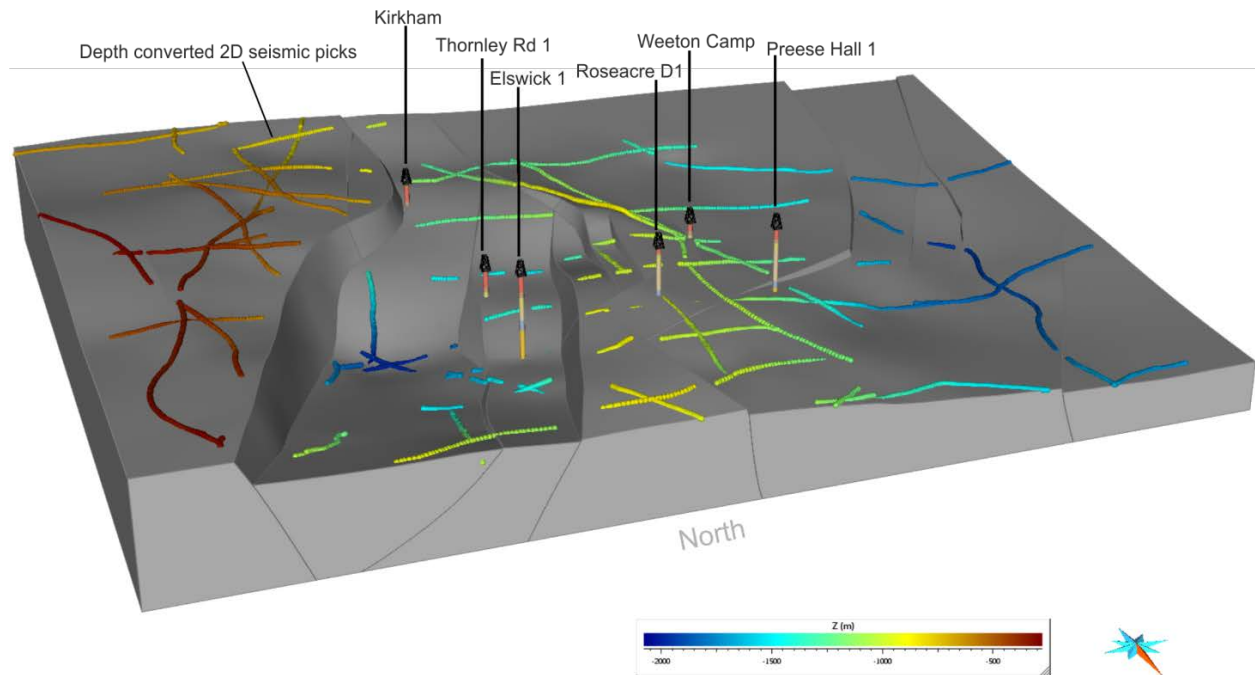 Kirkham
Depth converted 2D seismic picks
Thornley Rd 1
Elswick 1
Roseacre D1
Weeton Camp
Preese Hall 1
North
Z (m)
-2000 -1500 -1000 -500